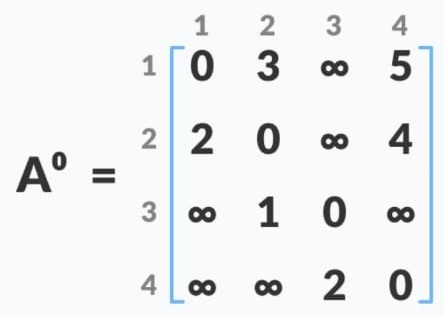 1 2 3 4
1 0 3 ∞ 5
2 2 0 ∞ 4
A⁰ =
3 ∞ 1 0 ∞
4 ∞ ∞ 2 0